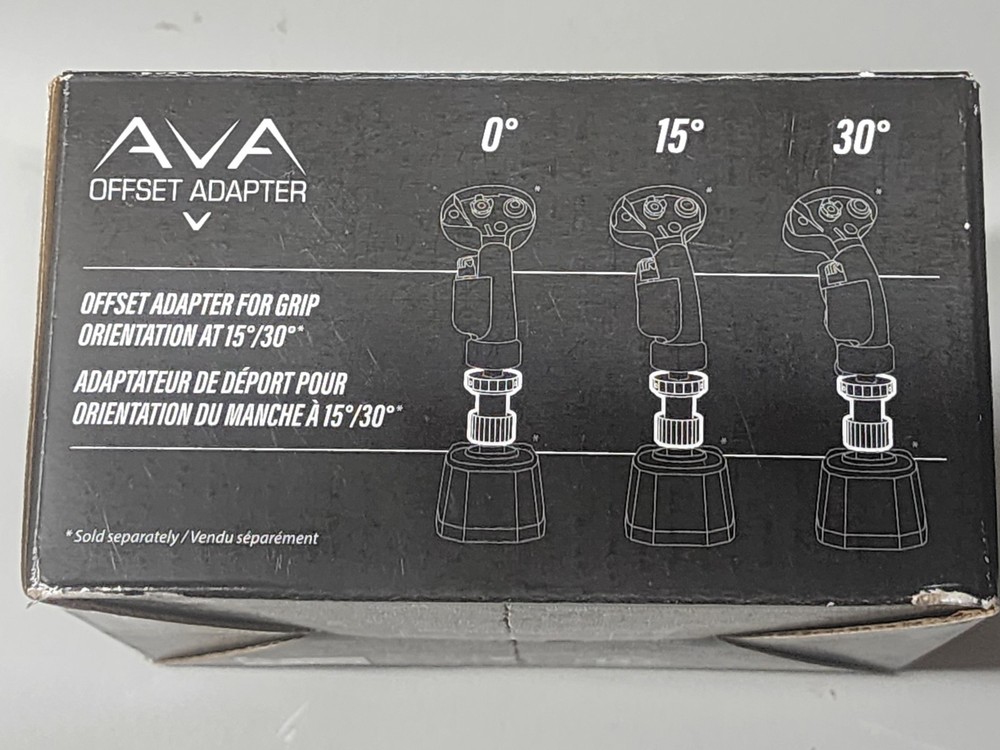 AVA
OFFSET ADAPTER
0° 15° 30°
OFFSET ADAPTER FOR GRIP
ORIENTATION AT 15°/30°*
ADAPTATEUR DE DÉPORT POUR
ORIENTATION DU MANCHE À 15°/30°*
* Sold separately / Vendu séparément